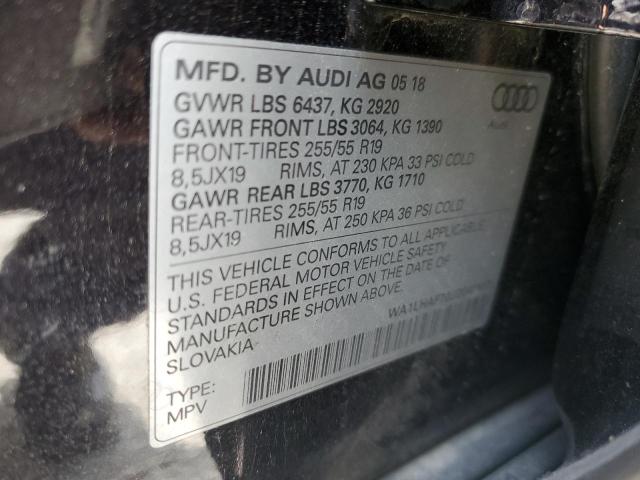 MFD. BY AUDI AG 05 18
GVWR LBS 6437, KG 2920
GAWR FRONT LBS 3064, KG 1390
FRONT-TIRES 255/55 R19
8,5JX19 RIMS, AT 230 KPA 33 PSI COLD
GAWR REAR LBS 3770, KG 1710
REAR-TIRES 255/55 R19
8,5JX19 RIMS, AT 250 KPA 36 PSI COLD
Audi
THIS VEHICLE CONFORMS TO ALL APPLICABLE
U.S. FEDERAL MOTOR VEHICLE SAFETY
STANDARDS IN EFFECT ON THE DATE OF
MANUFACTURE SHOWN ABOVE.
SLOVAKIA
TYPE:
MPV